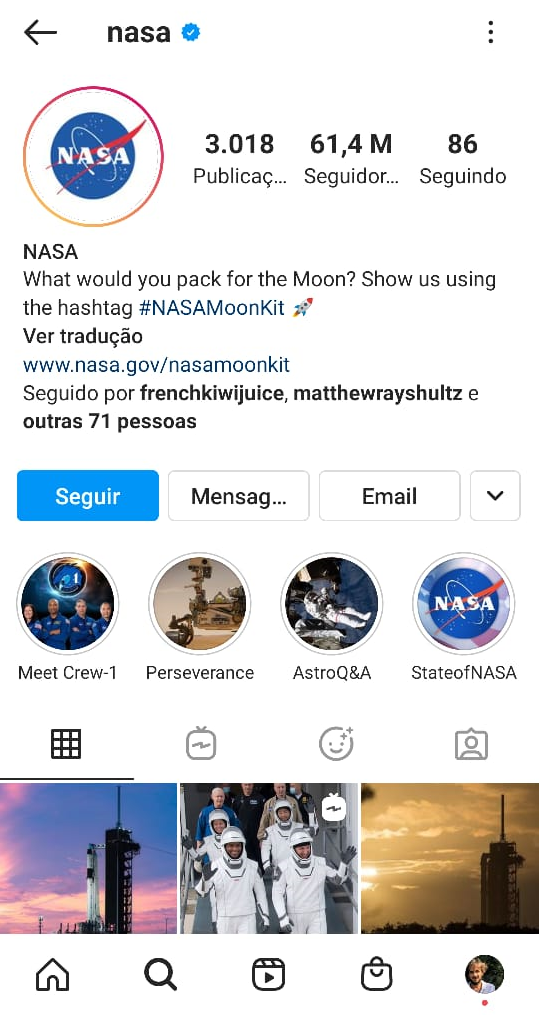 nasa
NASA
3.018 61,4 M 86
Publicaç... Seguidor... Seguindo
NASA
What would you pack for the Moon? Show us using
the hashtag #NASAMoonKit 🚀
Ver tradução
www.nasa.gov/nasamoonkit
Seguido por frenchkiwijuice, matthewrayshultz e
outras 71 pessoas
Seguir Mensag... Email
NASA
Meet Crew-1 Perseverance AstroQ&A StateofNASA